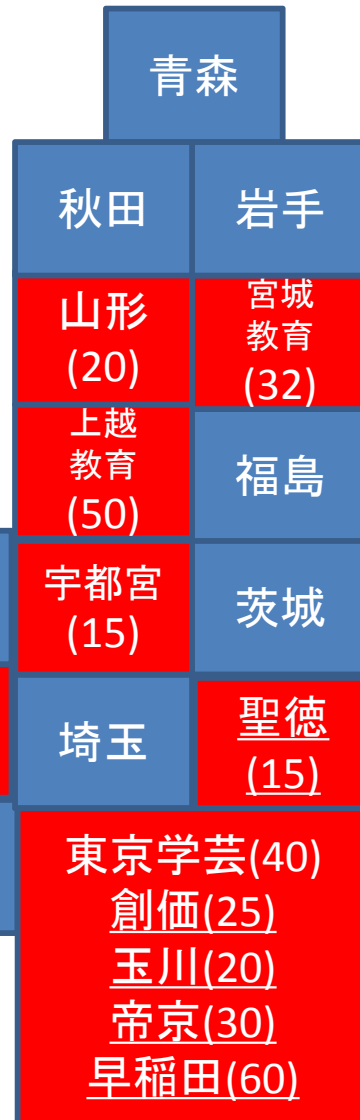 青森
秋田
岩手
山形
(20)
宮城
教育
(32)
上越
教育
(50)
福島
宇都宮
(15)
茨城
埼玉
聖徳
(15)
東京学芸(40)
創価(25)
玉川(20)
帝京(30)
早稲田(60)